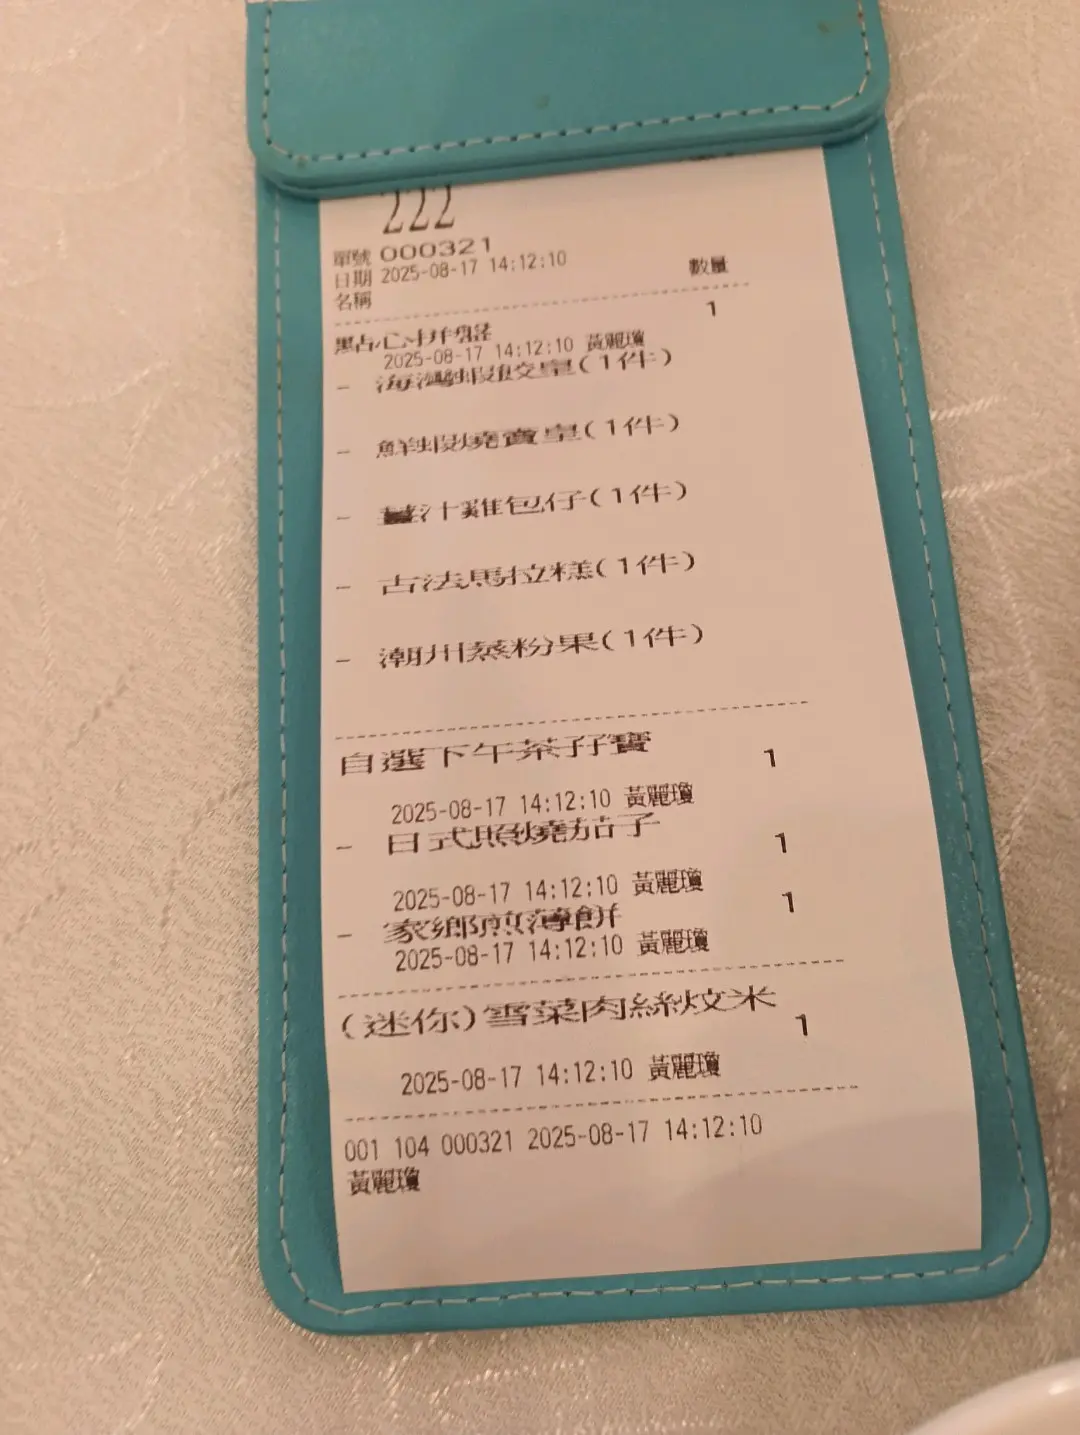 222
單號 000321
日期 2025-08-17 14:12:10
名稱 數量
點心拼盤 1
2025-08-17 14:12:10 黃麗瓊
- 海灣蝦餃皇(1件)
- 鮮蝦燒賣皇(1件)
- 薑汁雞包仔(1件)
- 古法馬拉糕(1件)
- 潮州蒸粉果(1件)
自選下午茶孖寶 1
2025-08-17 14:12:10 黃麗瓊
- 日式照燒茄子 1
2025-08-17 14:12:10 黃麗瓊
- 家鄉煎薄餅 1
2025-08-17 14:12:10 黃麗瓊
(迷你)雪菜肉絲炆米 1
2025-08-17 14:12:10 黃麗瓊
001 104 000321 2025-08-17 14:12:10
黃麗瓊